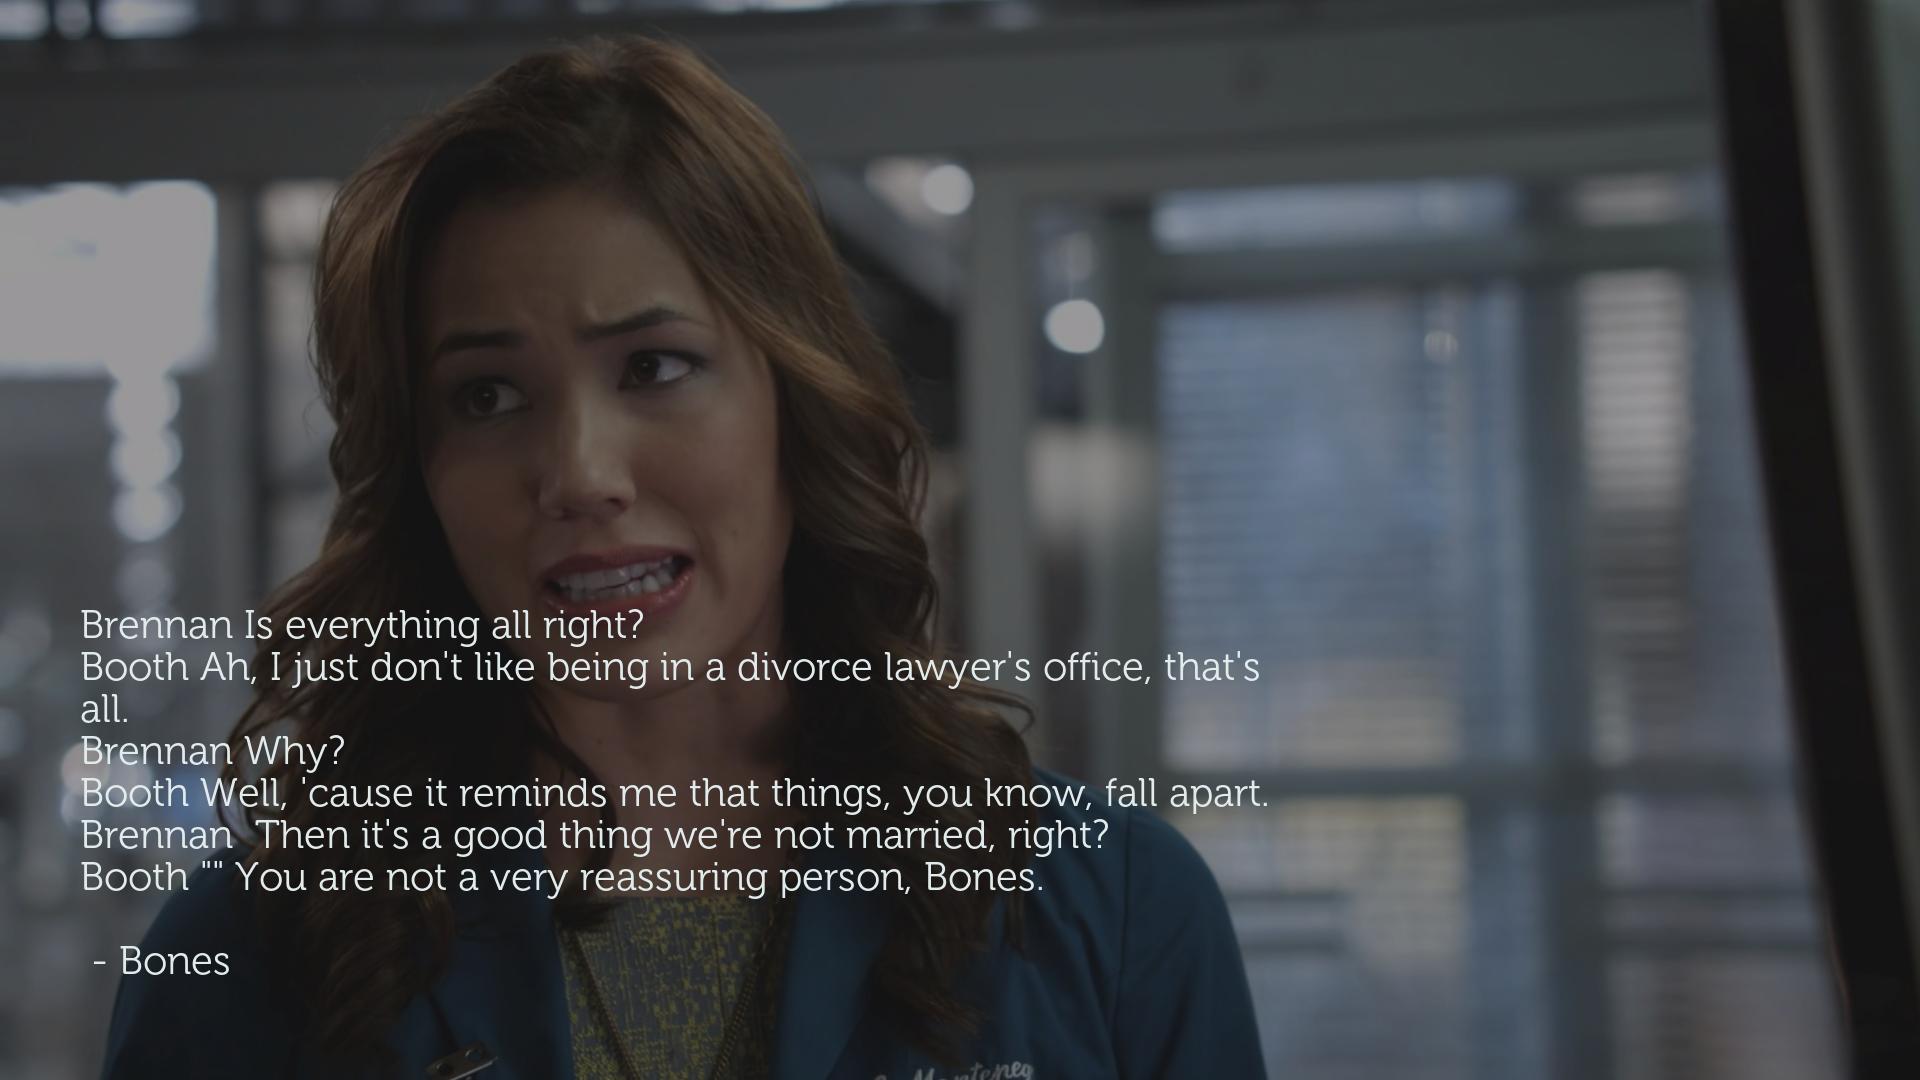 Brennan Is everything all right?
Booth Ah, I just don't like being in a divorce lawyer's office, that's
all.
Brennan Why?
Booth Well, 'cause it reminds me that things, you know, fall apart.
Brennan  Then it's a good thing we're not married, right?
Booth "" You are not a very reassuring person, Bones.
- Bones